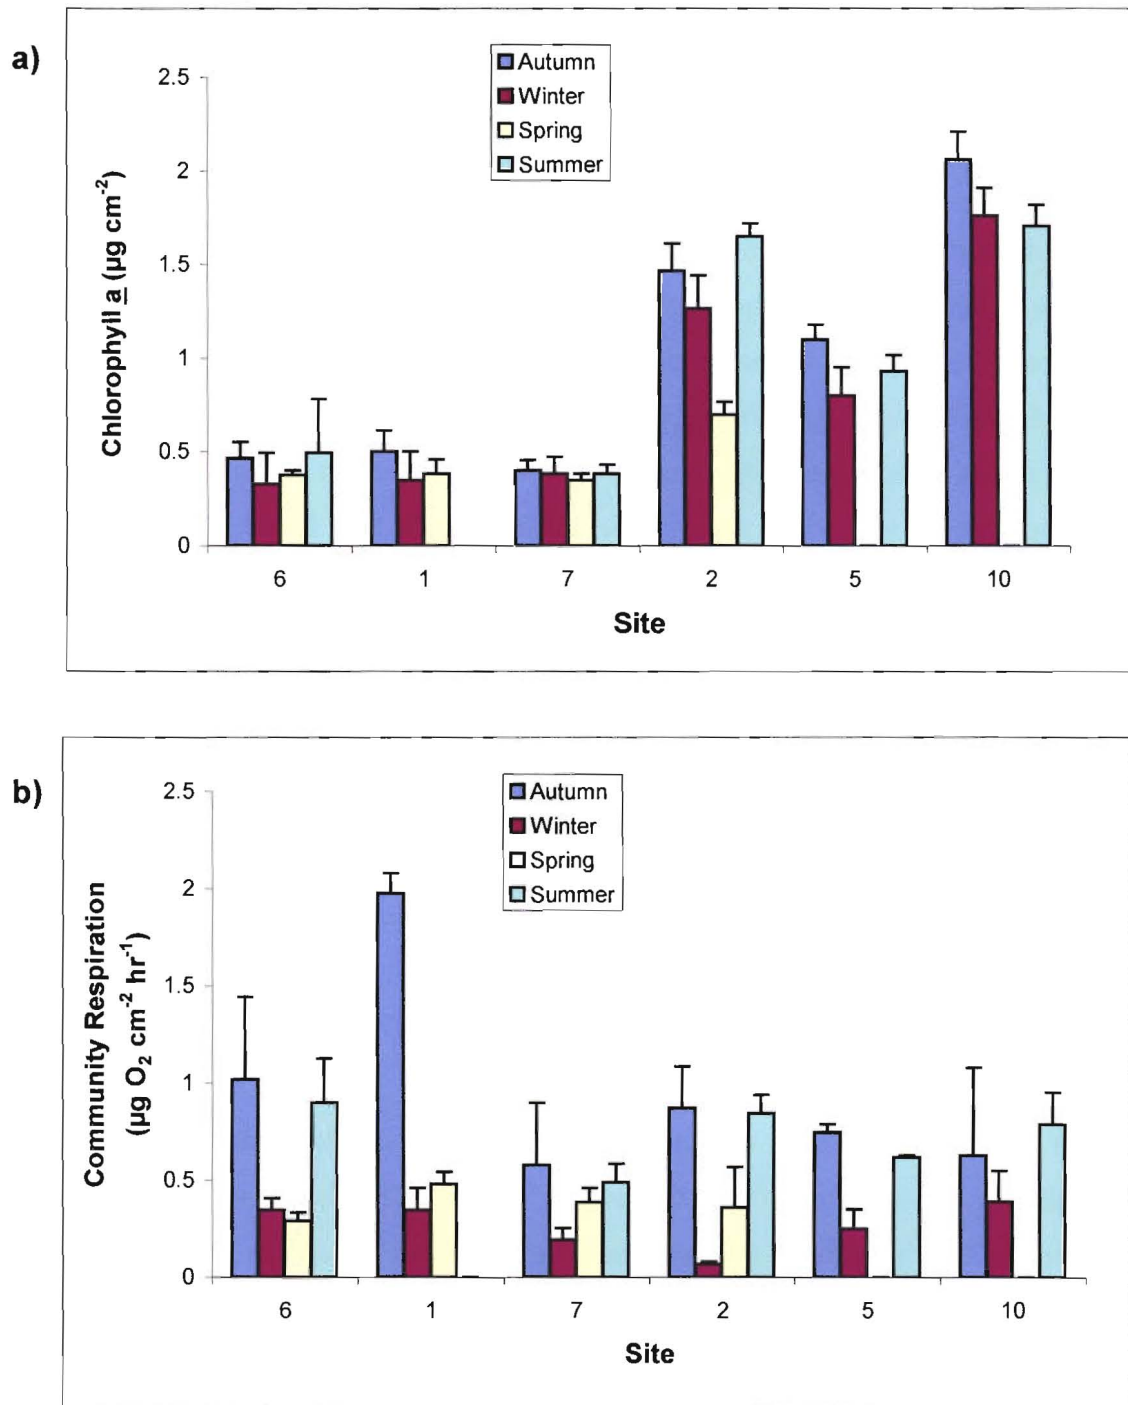 a)
Autumn
Winter
Spring
Summer
2.5
2
1.5
1
0.5
0
Chlorophyll a (µg cm-2)
6 1 7 2 5 10
Site
b)
Autumn
Winter
Spring
Summer
2.5
2
1.5
1
0.5
0
Community Respiration
(µg O2 cm-2 hr-1)
6 1 7 2 5 10
Site